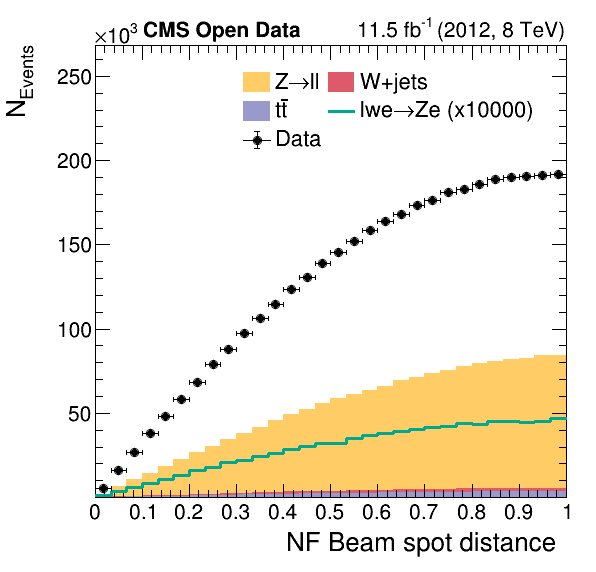 ×10³ CMS Open Data 11.5 fb⁻¹ (2012, 8 TeV)
N_Events
250
200
150
100
50
Z→ll W+jets
tt̄ lwe→Ze (x10000)
Data
0 0.1 0.2 0.3 0.4 0.5 0.6 0.7 0.8 0.9 1
NF Beam spot distance